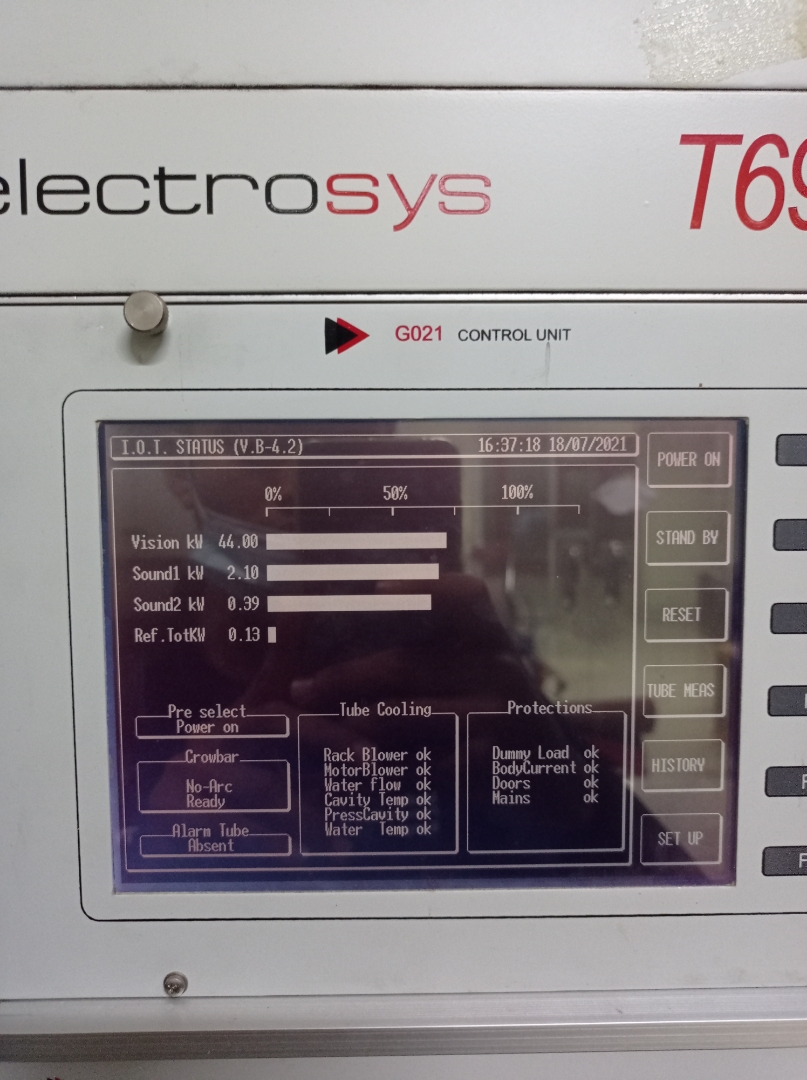 electrosys T69
G021 CONTROL UNIT
I.O.T. STATUS (V.B-4.2) 16:37:18 18/07/2021
POWER ON
0% 50% 100%
STAND BY
Vision kW 44.00
Sound1 kW 2.10
Sound2 kW 0.39
RESET
Ref.TotKW 0.13
TUBE MEAS
Pre select
Power on
Crowbar
No-Arc
Ready
Alarm Tube
Absent
Tube Cooling
Rack Blower ok
MotorBlower ok
Water flow ok
Cavity Temp ok
PressCavity ok
Water Temp ok
Protections
Dummy Load ok
BodyCurrent ok
Doors ok
Mains ok
HISTORY
SET UP
F